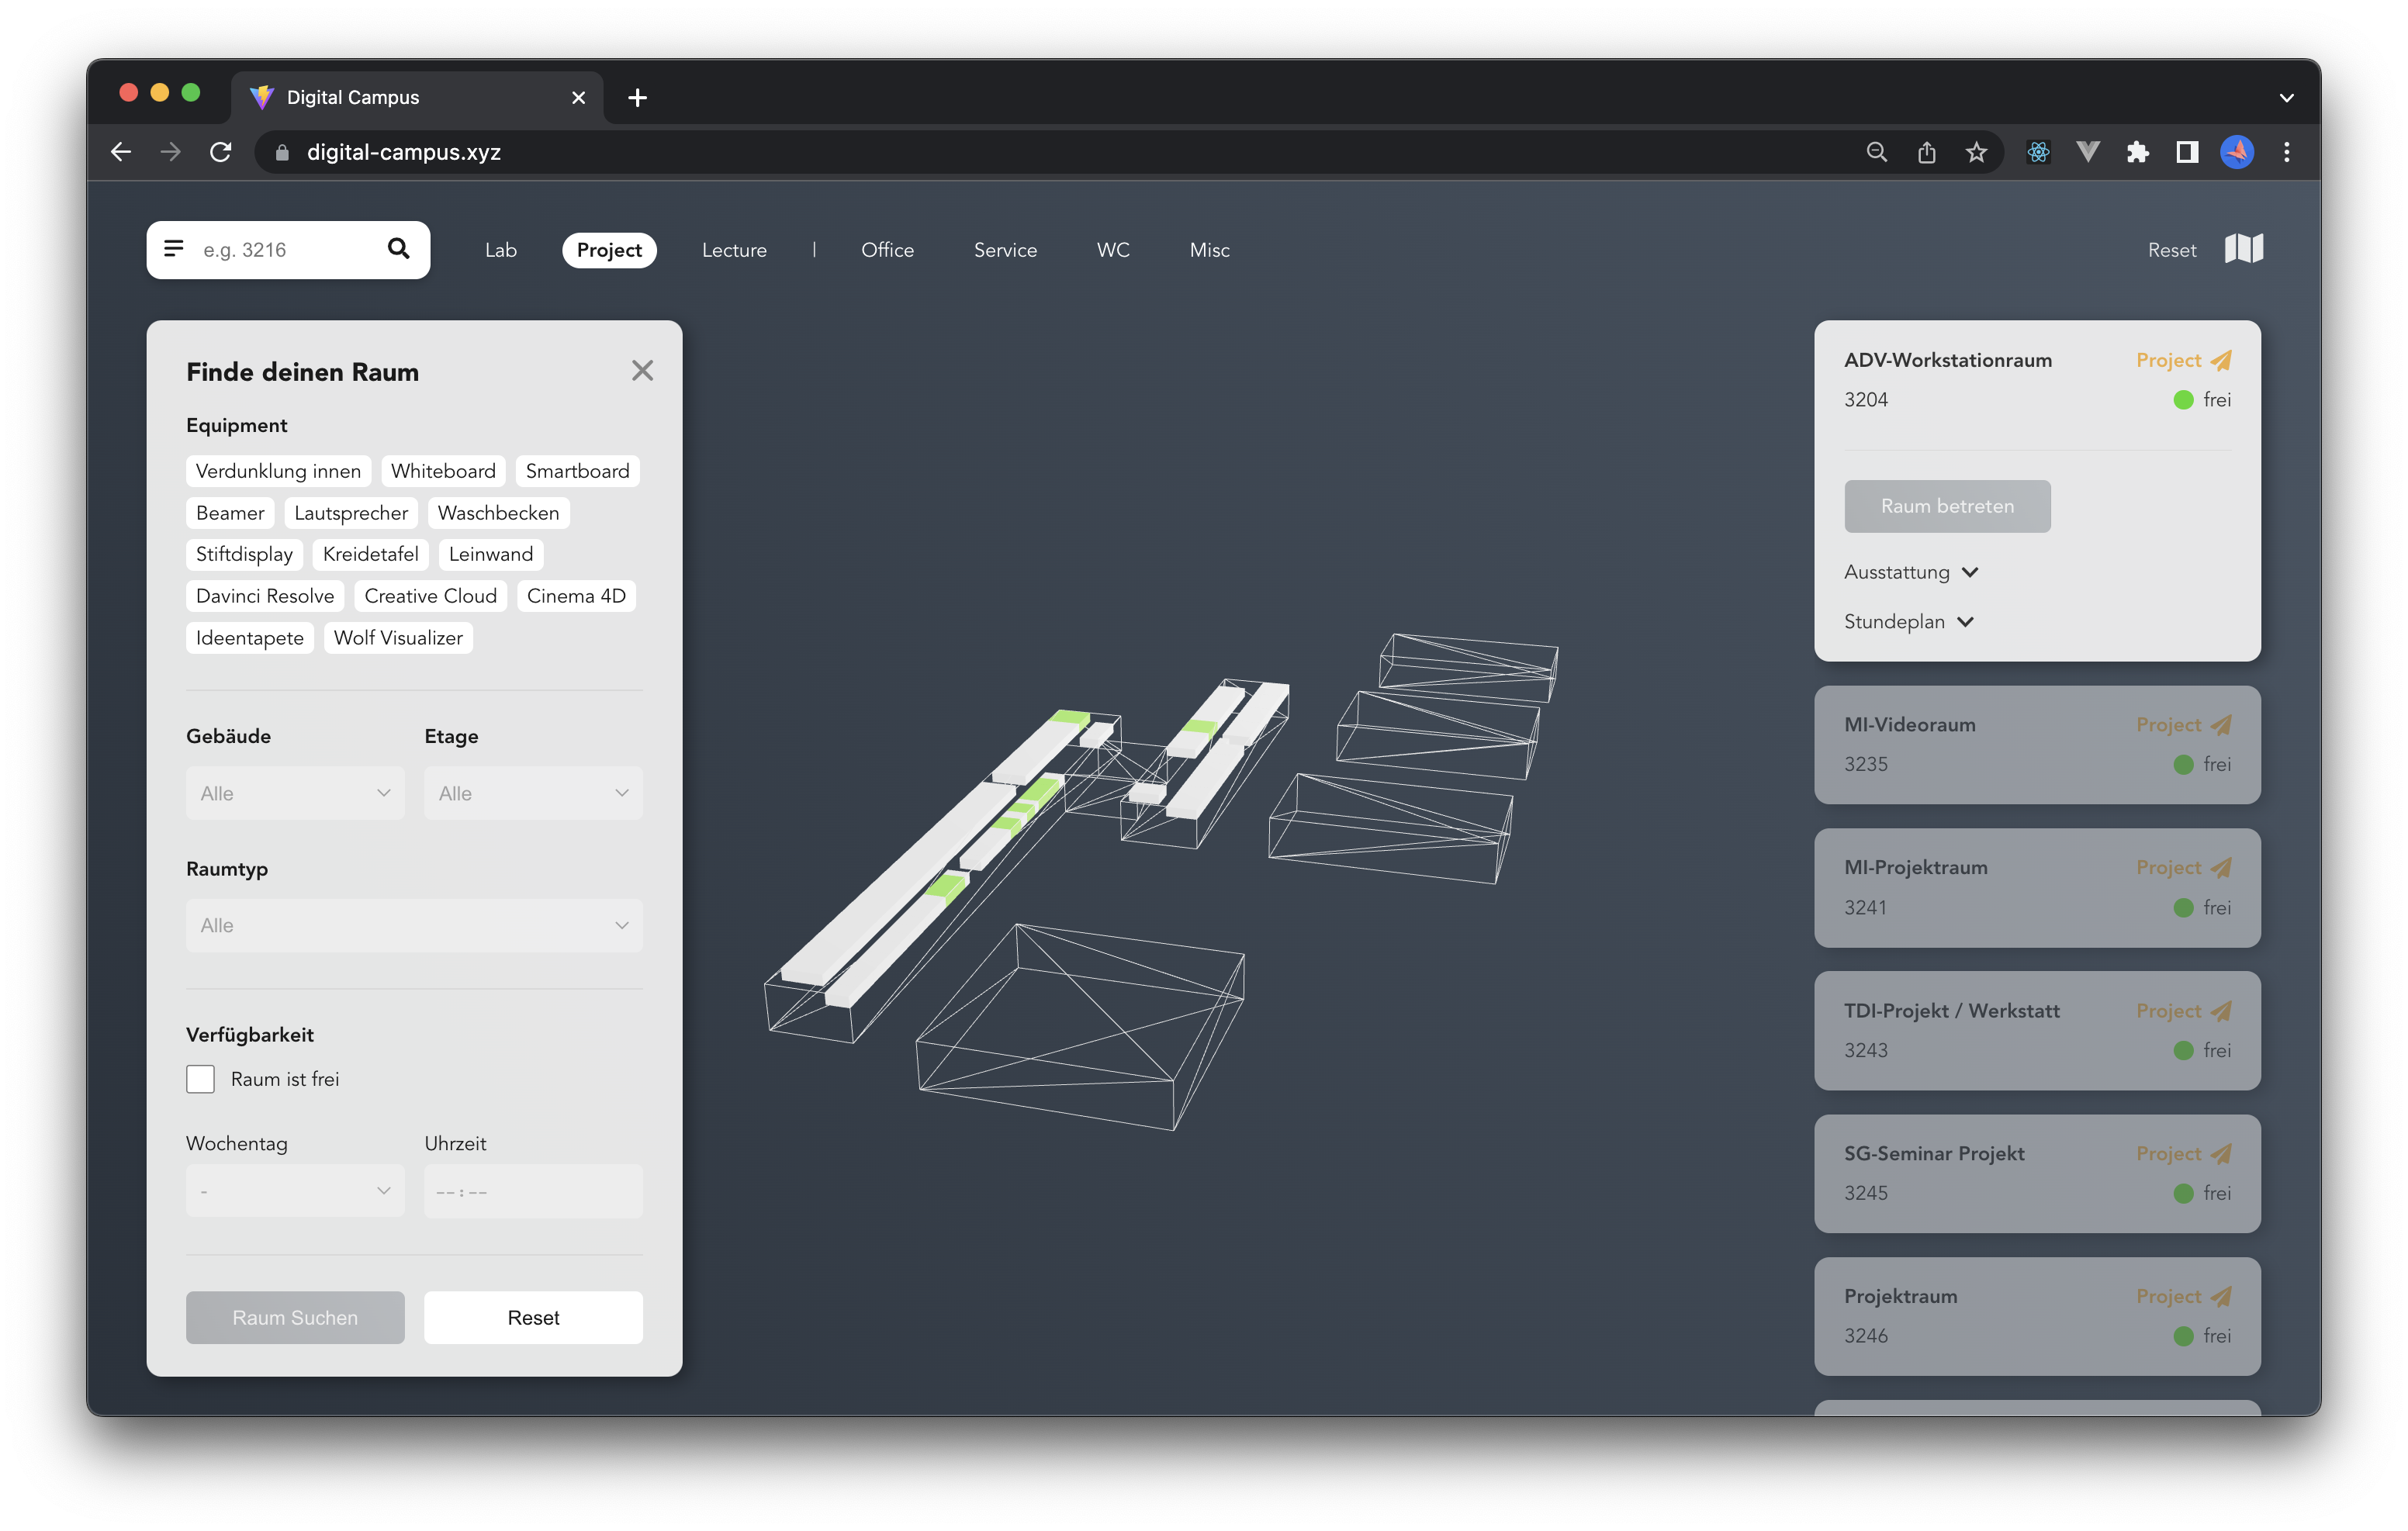 Digital Campus
digital-campus.xyz
e.g. 3216
Lab
Project
Lecture
|
Office
Service
WC
Misc
Reset
Finde deinen Raum
Equipment
Verdunklung innen Whiteboard Smartboard
Beamer Lautsprecher Waschbecken
Stiftdisplay Kreidetafel Leinwand
Davinci Resolve Creative Cloud Cinema 4D
Ideentapete Wolf Visualizer
Gebäude Etage
Alle Alle
Raumtyp
Alle
Verfügbarkeit
Raum ist frei
Wochentag Uhrzeit
- --:--
Raum Suchen Reset
ADV-Workstationraum Project
3204 frei
Raum betreten
Ausstattung
Stundeplan
MI-Videoraum Project
3235 frei
MI-Projektraum Project
3241 frei
TDI-Projekt / Werkstatt Project
3243 frei
SG-Seminar Projekt Project
3245 frei
Projektraum Project
3246 frei